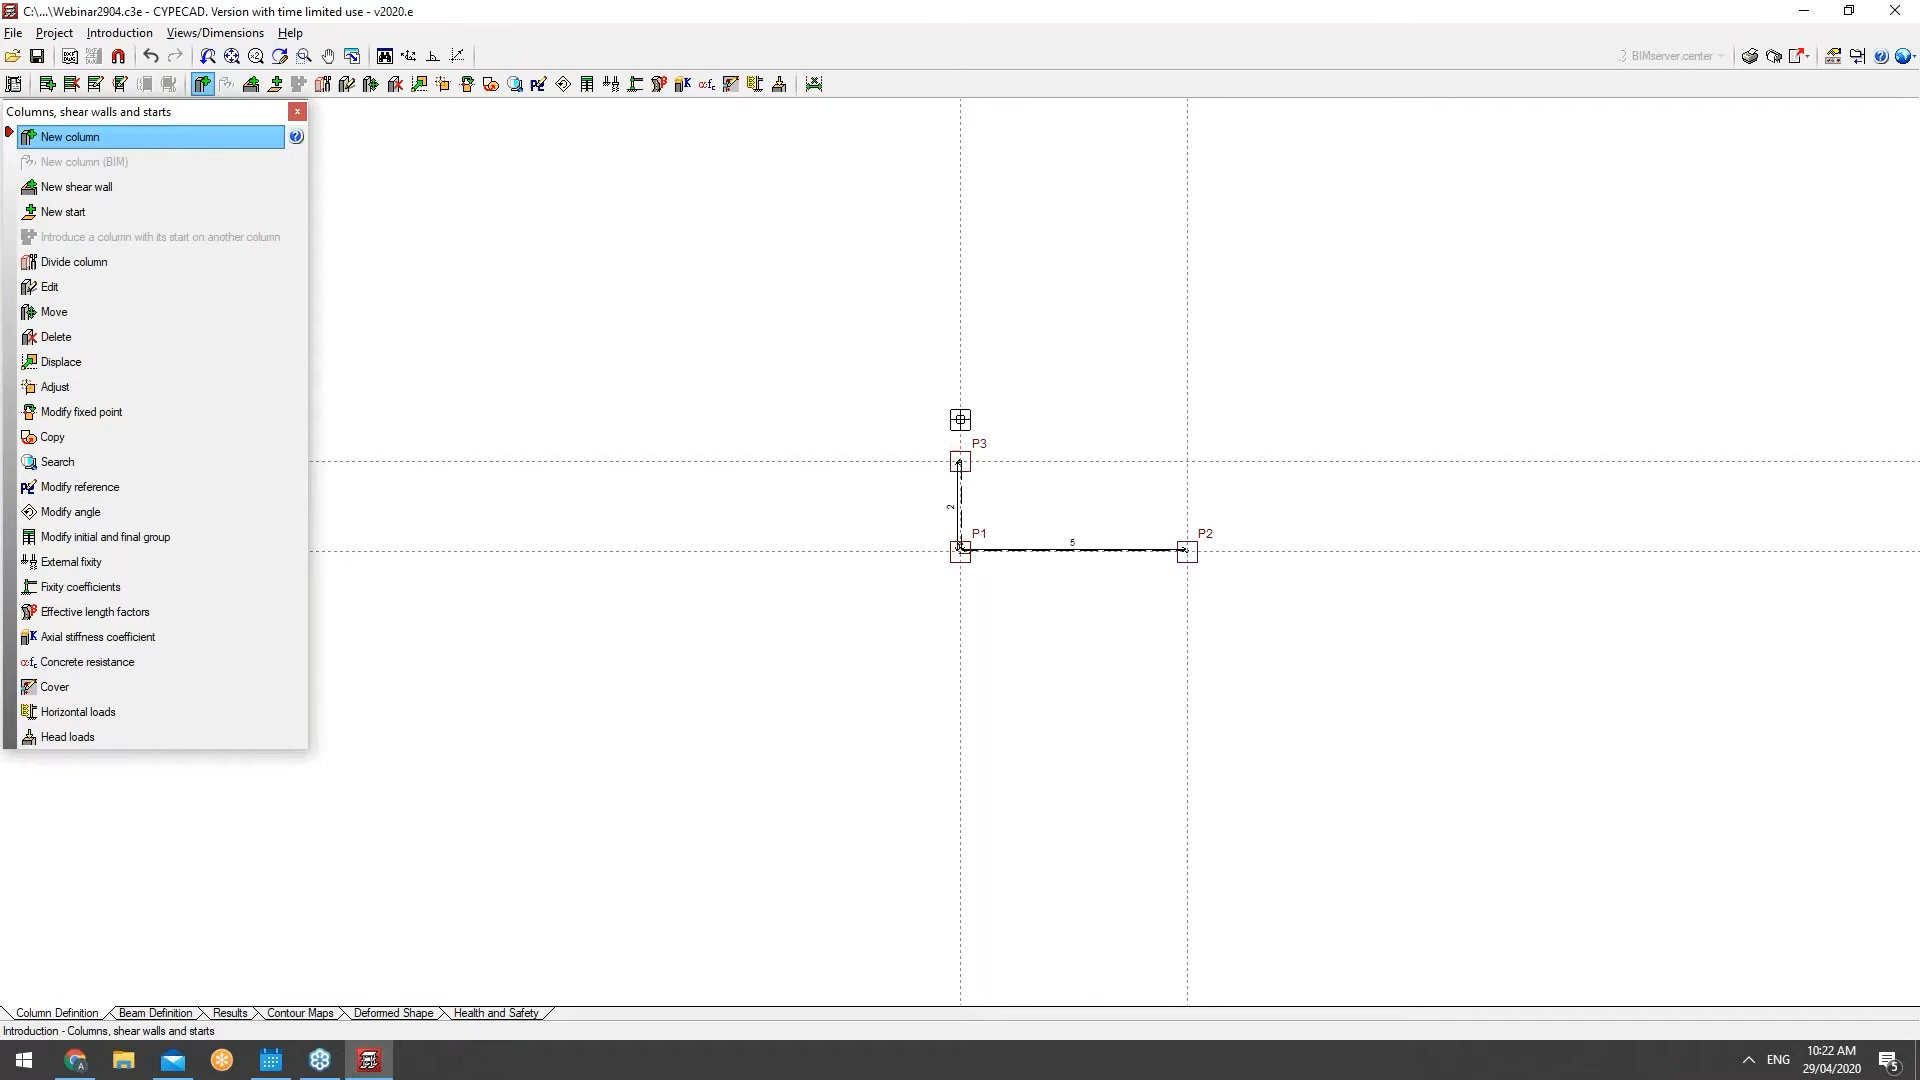 C:\...\Webinar2904.c3e - CYPECAD. Version with time limited use - v2020.e
File Project Introduction Views/Dimensions Help
BIMserver.center
Columns, shear walls and starts
New column
New column (BIM)
New shear wall
New start
Introduce a column with its start on another column
Divide column
Edit
Move
Delete
Displace
Adjust
Modify fixed point
Copy
Search
Modify reference
Modify angle
Modify initial and final group
External fixity
Fixity coefficients
Effective length factors
Axial stiffness coefficient
Concrete resistance
Cover
Horizontal loads
Head loads
P3
2
P1
5
P2
Column Definition Beam Definition Results Contour Maps Deformed Shape Health and Safety
Introduction - Columns, shear walls and starts
ENG
10:22 AM
29/04/2020
5